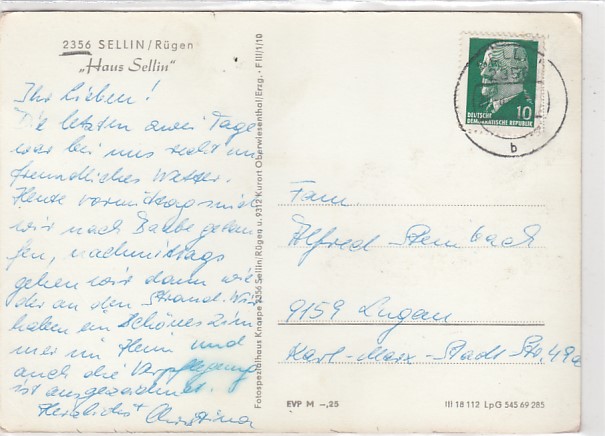 2356 SELLIN/Rügen
„Haus Sellin“
Ihr Lieben!
Die letzten zwei Tage
war bei uns recht un
freundliches Wetter.
Heute vormittag sind
wir nach Baabe gelau-
fen, nachmittags
gehen wir dann wie
der an den Strand. Wir
haben ein schönes Zim
mer im Heim und
auch die Verpflegung
ist ausgezeichnet.
Herzlichst Christina
Fotospezialhaus Knospe 2356 Sellin/Rügen u. 9312 Kurort Oberwiesenthal/Erzg. · F III/1/10
DEUTSCHE
DEMOKRATISCHE REPUBLIK
10
b
Fam.
Alfred Steinbach
9159 Lugau
Karl-Marx-Stadt Str. 49a
EVP M –,25
III 18 112 LpG 545 69 285